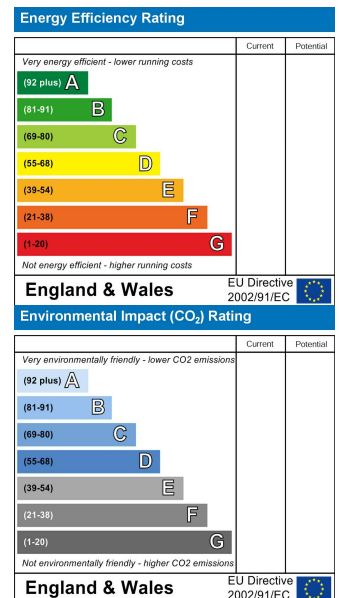 Energy Efficiency Rating
Current Potential
Very energy efficient - lower running costs
(92 plus) A
(81-91) B
(69-80) C
(55-68) D
(39-54) E
(21-38) F
(1-20) G
Not energy efficient - higher running costs
England & Wales
EU Directive
2002/91/EC
Environmental Impact (CO₂) Rating
Current Potential
Very environmentally friendly - lower CO2 emissions
(92 plus) A
(81-91) B
(69-80) C
(55-68) D
(39-54) E
(21-38) F
(1-20) G
Not environmentally friendly - higher CO2 emissions
England & Wales
EU Directive
2002/91/EC